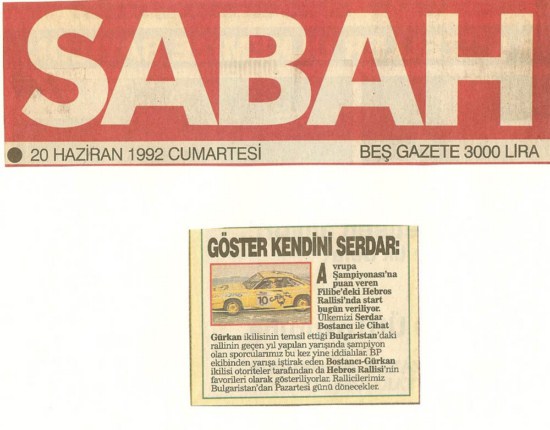 SABAH
20 HAZİRAN 1992 CUMARTESİ BEŞ GAZETE 3000 LİRA
GÖSTER KENDİNİ SERDAR:
Avrupa
Şampiyonası'na
puan veren
Filibe'deki Hebros
Rallisi'nda start
bugün veriliyor.
Ülkemizi Serdar
Bostancı ile Cihat
Gürkan ikilisinin temsil ettiği Bulgaristan'daki
rallinin geçen yıl yapılan yarışında şampiyon
olan sporcularımız bu kez yine iddialılar. BP
ekibinden yarışa iştirak eden Bostancı-Gürkan
ikilisi otoriteler tarafından da Hebros Rallisi'nin
favorileri olarak gösteriliyorlar. Rallicilerimiz
Bulgaristan'dan Pazartesi günü dönecekler.
10